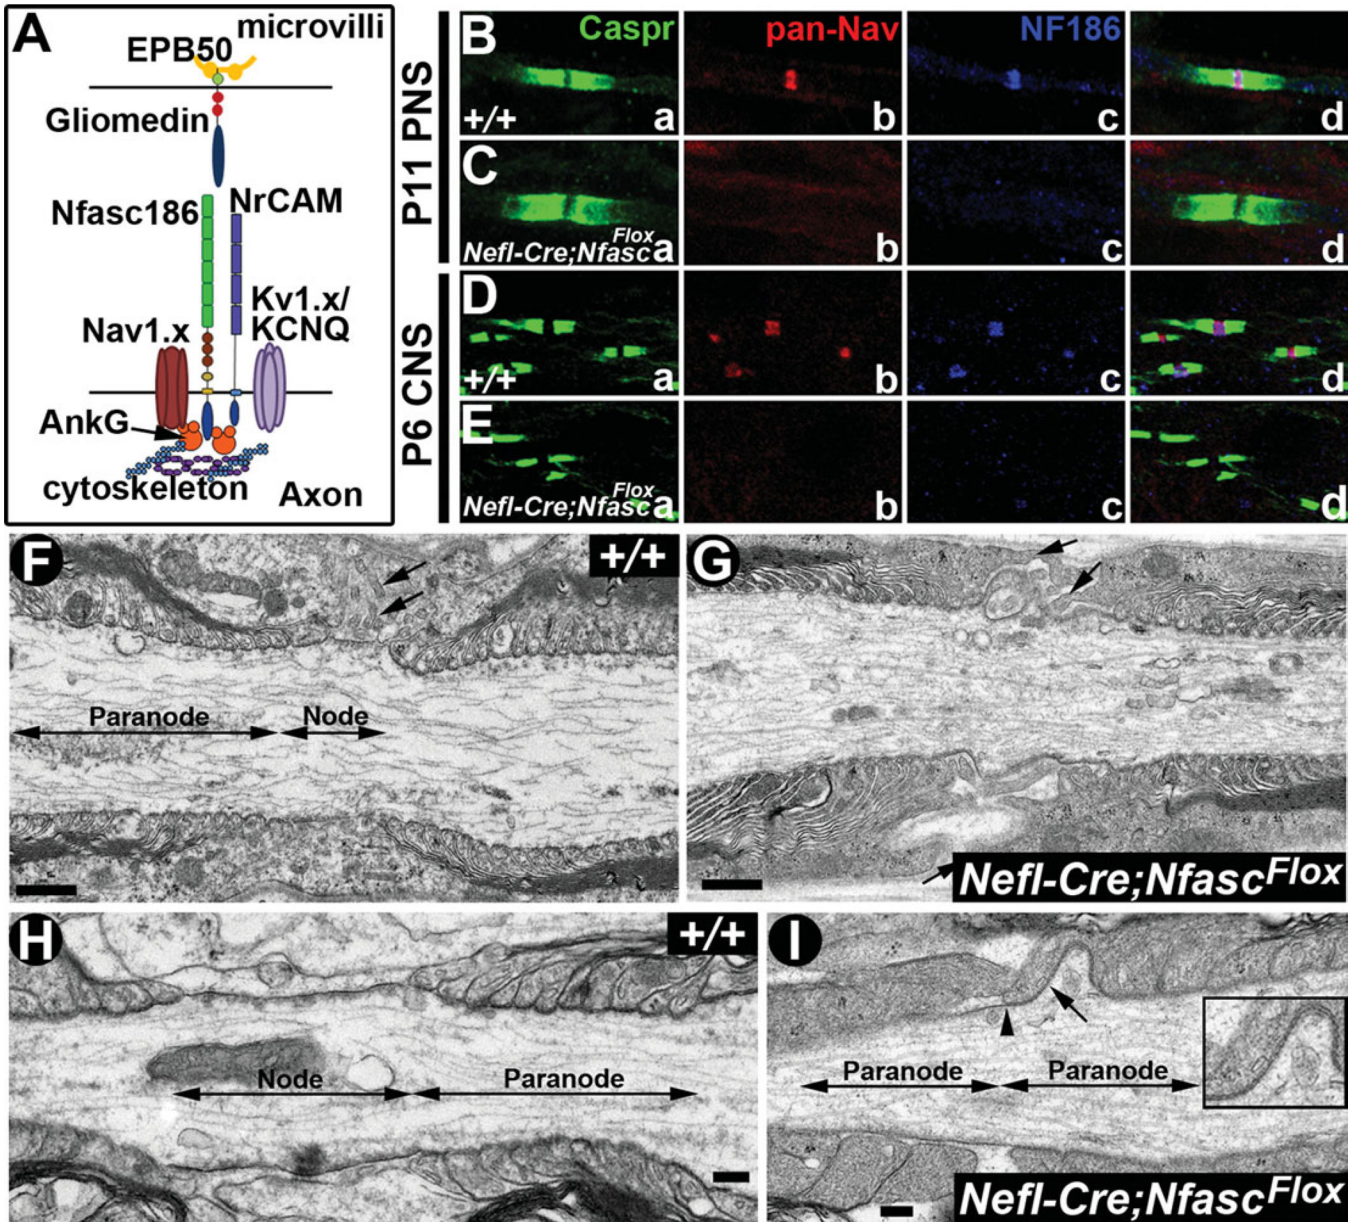 A
microvilli
EPB50
Gliomedin
Nfasc186
NrCAM
Kv1.x/
KCNQ
Nav1.x
AnkG
cytoskeleton
Axon
P11 PNS
P6 CNS
B Caspr pan-Nav NF186
+/+ a b c d
C
Nefl-Cre;Nfasc^Flox a b c d
D
+/+ a b c d
E
Nefl-Cre;Nfasc^Flox a b c d
F +/+
Paranode Node
G
Nefl-Cre;Nfasc^Flox
H +/+
Node Paranode
I
Paranode Paranode
Nefl-Cre;Nfasc^Flox